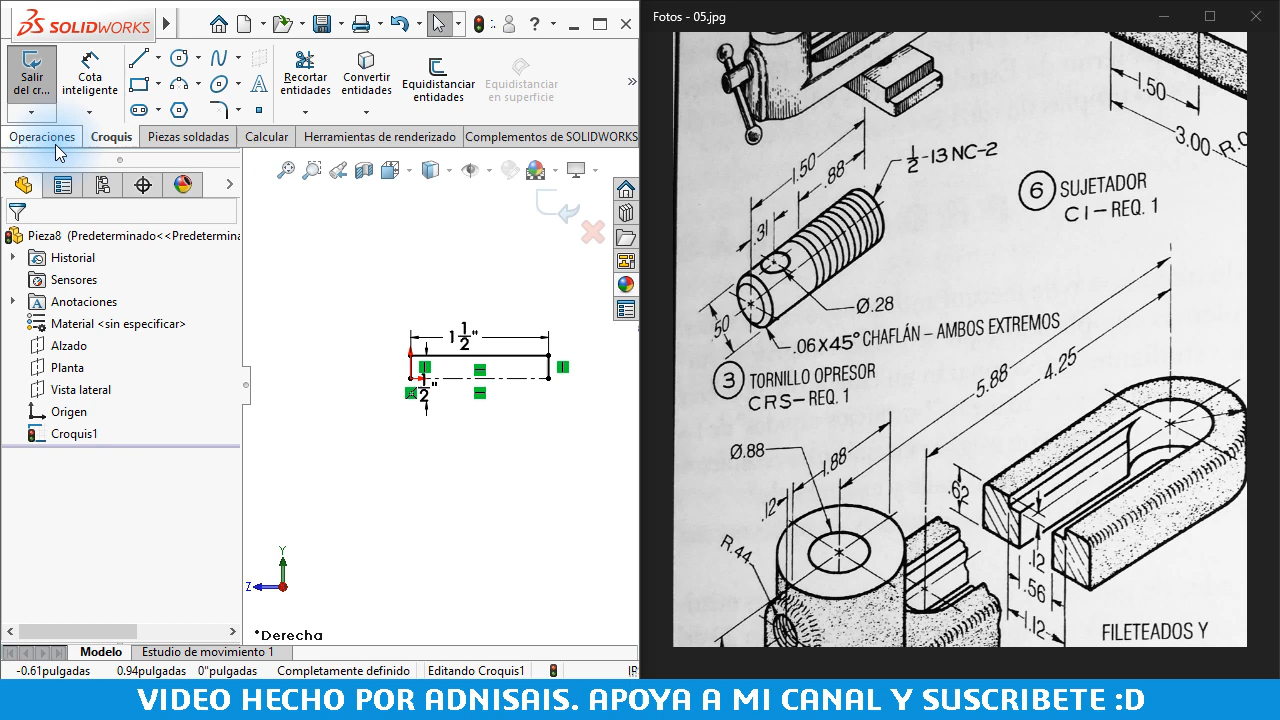 SOLIDWORKS
Fotos - 05.jpg
Salir
del cr...
Cota
inteligente
Recortar
entidades
Convertir
entidades
Equidistanciar
entidades
Equidistanciar
en superficie
Operaciones
Croquis
Piezas soldadas
Calcular
Herramientas de renderizado
Complementos de SOLIDWORKS
Pieza8 (Predeterminado<<Predetermina
Historial
Sensores
Anotaciones
Material <sin especificar>
Alzado
Planta
Vista lateral
Origen
Croquis1
1 1/2"
1/2"
Y
Z
*Derecha
Modelo
Estudio de movimiento 1
-0.61pulgadas
0.94pulgadas
0"pulgadas
Completamente definido
Editando Croquis1
1.50
3.00 R.
1.50
.88
1/2-13 NC-2
6 SUJETADOR
CI-REQ. 1
.31
Ø.28
.50
.06X45° CHAFLÁN - AMBOS EXTREMOS
3 TORNILLO OPRESOR
CRS-REQ. 1
5.88
4.25
Ø.88
1.88
.12
.62
R.44
.12
.56
1.12
FILETEADOS Y
VIDEO HECHO POR ADNISAIS. APOYA A MI CANAL Y SUSCRIBETE :D